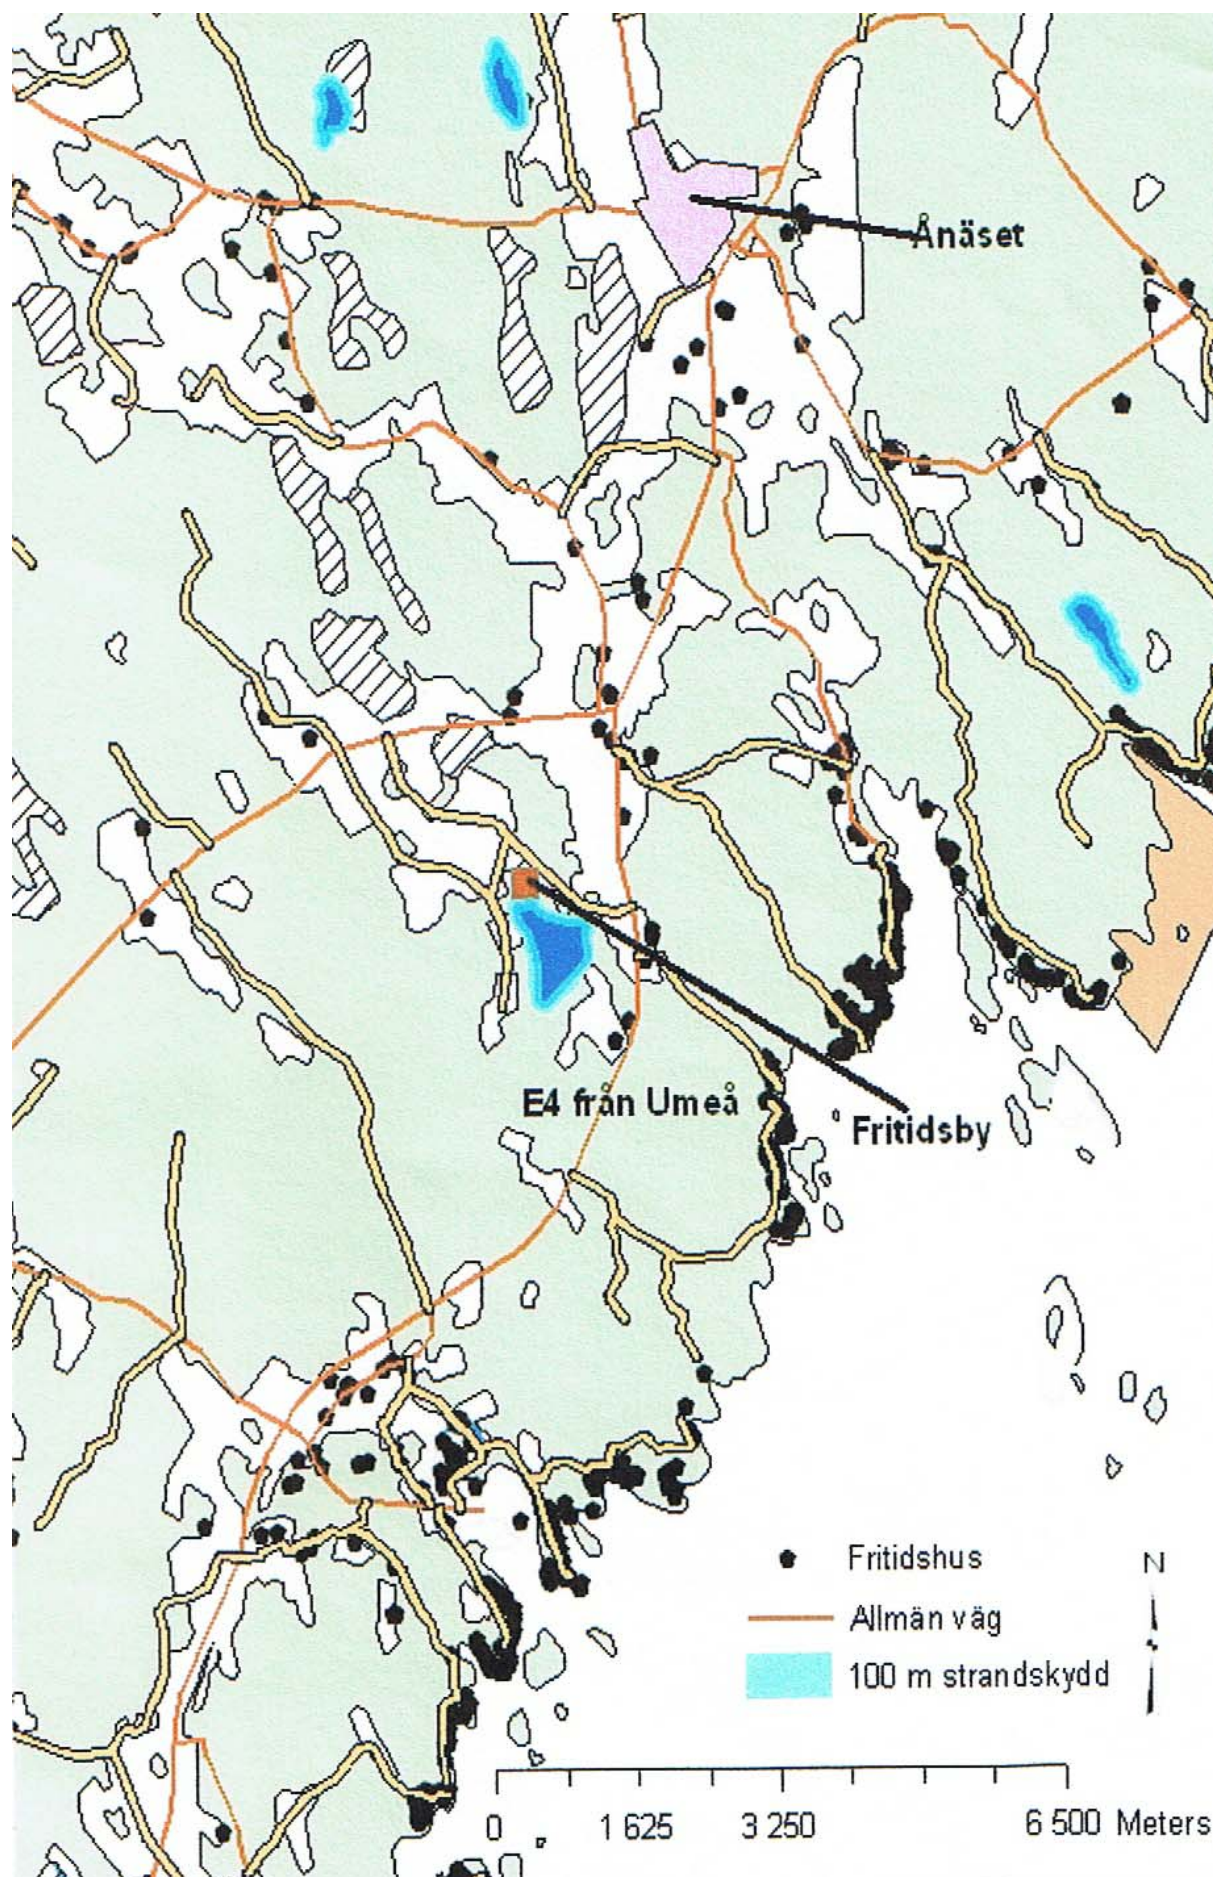 Ånäset
E4 från Umeå
Fritidsby
Fritidshus
N
Allmän väg
100 m strandskydd
0 1 625 3 250 6 500 Meters